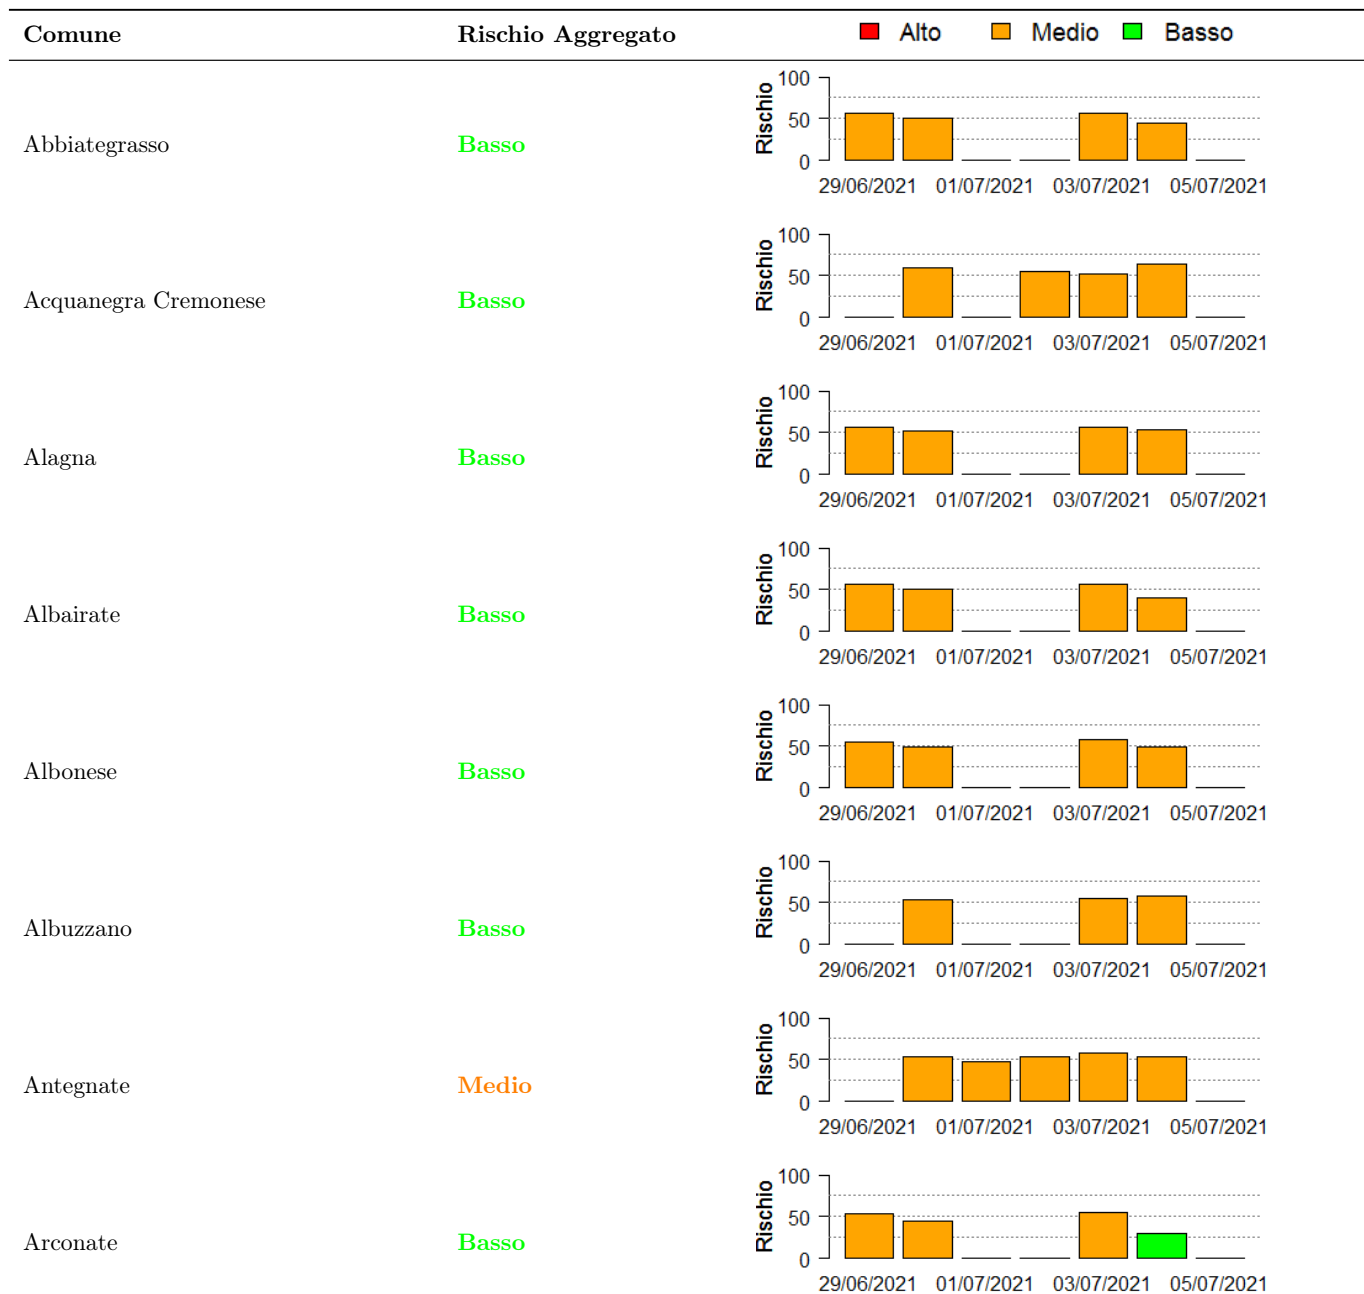 Comune Rischio Aggregato Alto Medio Basso
Abbiategrasso Basso
Rischio
100
50
0
29/06/2021 01/07/2021 03/07/2021 05/07/2021
Acquanegra Cremonese Basso
Rischio
100
50
0
29/06/2021 01/07/2021 03/07/2021 05/07/2021
Alagna Basso
Rischio
100
50
0
29/06/2021 01/07/2021 03/07/2021 05/07/2021
Albairate Basso
Rischio
100
50
0
29/06/2021 01/07/2021 03/07/2021 05/07/2021
Albonese Basso
Rischio
100
50
0
29/06/2021 01/07/2021 03/07/2021 05/07/2021
Albuzzano Basso
Rischio
100
50
0
29/06/2021 01/07/2021 03/07/2021 05/07/2021
Antegnate Medio
Rischio
100
50
0
29/06/2021 01/07/2021 03/07/2021 05/07/2021
Arconate Basso
Rischio
100
50
0
29/06/2021 01/07/2021 03/07/2021 05/07/2021